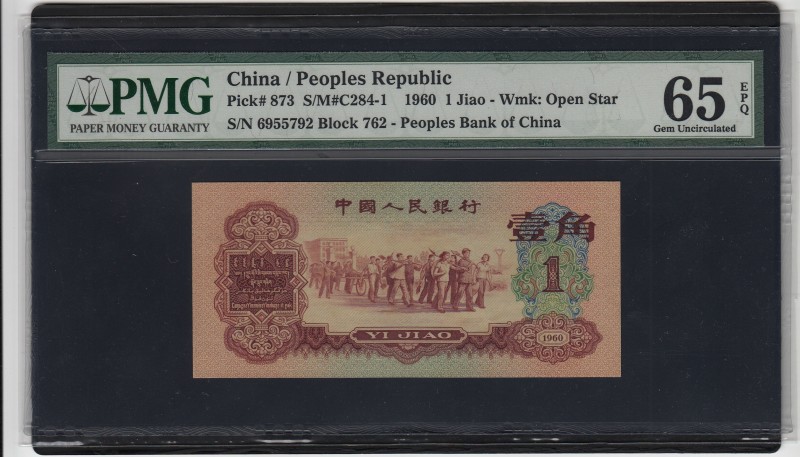 PMG
PAPER MONEY GUARANTY
China / Peoples Republic
Pick# 873 S/M#C284-1 1960 1 Jiao - Wmk: Open Star
S/N 6955792 Block 762 - Peoples Bank of China
65
EPQ
Gem Uncirculated
中國人民銀行
壹角
1
YI JIAO
1960